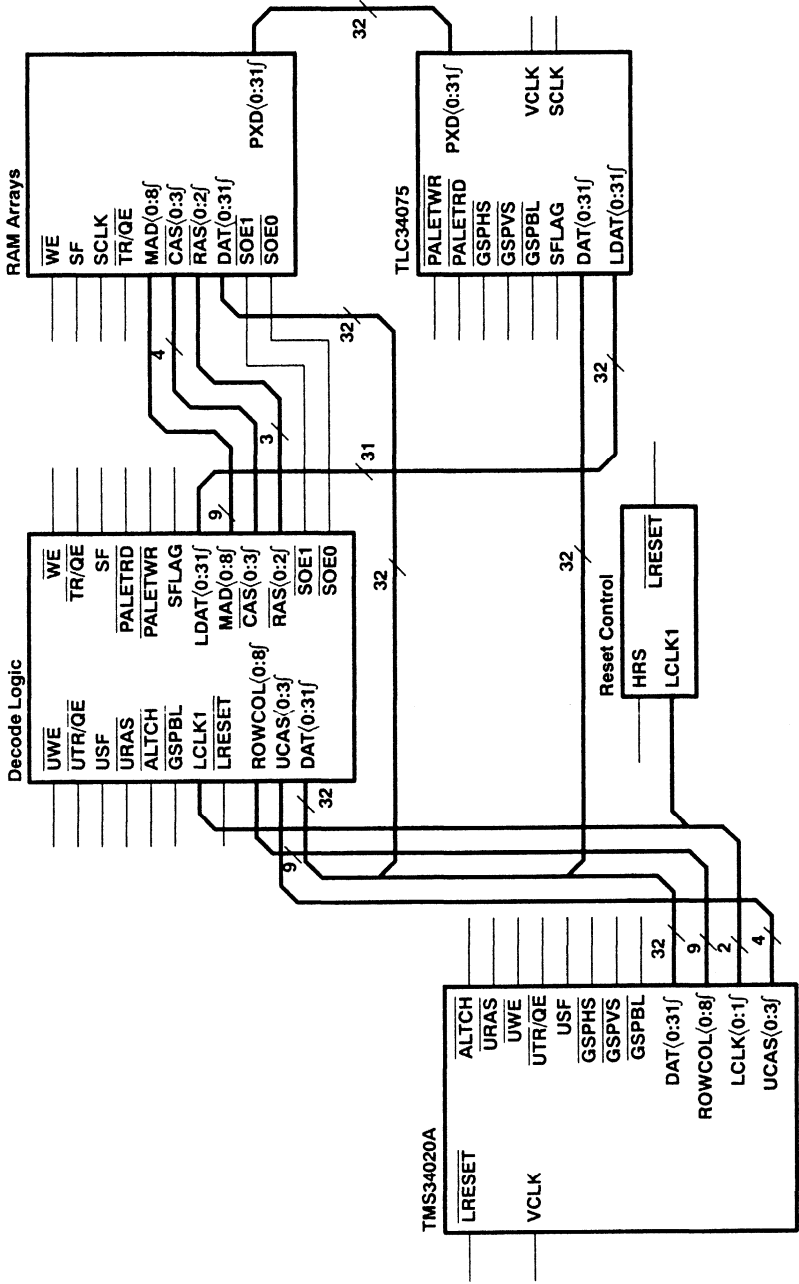 TMS34020A
LRESET
VCLK
ALTCH
URAS
UWE
UTR/QE
USF
GSPHS
GSPVS
GSPBL
DAT(0:31∫
ROWCOL(0:8∫
LCLK(0:1∫
UCAS(0:3∫
32
9
2
4
Decode Logic
UWE
UTR/QE
USF
URAS
ALTCH
GSPBL
LCLK1
LRESET
ROWCOL(0:8∫
UCAS(0:3∫
DAT(0:31∫
9
32
WE
TR/QE
SF
PALETRD
PALETWR
SFLAG
LDAT(0:31∫
MAD(0:8∫
CAS(0:3∫
RAS(0:2∫
SOE1
SOE0
9
3
4
31
32
32
32
32
Reset Control
HRS
LCLK1
LRESET
RAM Arrays
WE
SF
SCLK
TR/QE
MAD(0:8∫
CAS(0:3∫
RAS(0:2∫
DAT(0:31∫
SOE1
SOE0
PXD(0:31∫
32
TLC34075
PALETWR
PALETRD
GSPHS
GSPVS
GSPBL
SFLAG
DAT(0:31∫
LDAT(0:31∫
PXD(0:31∫
VCLK
SCLK